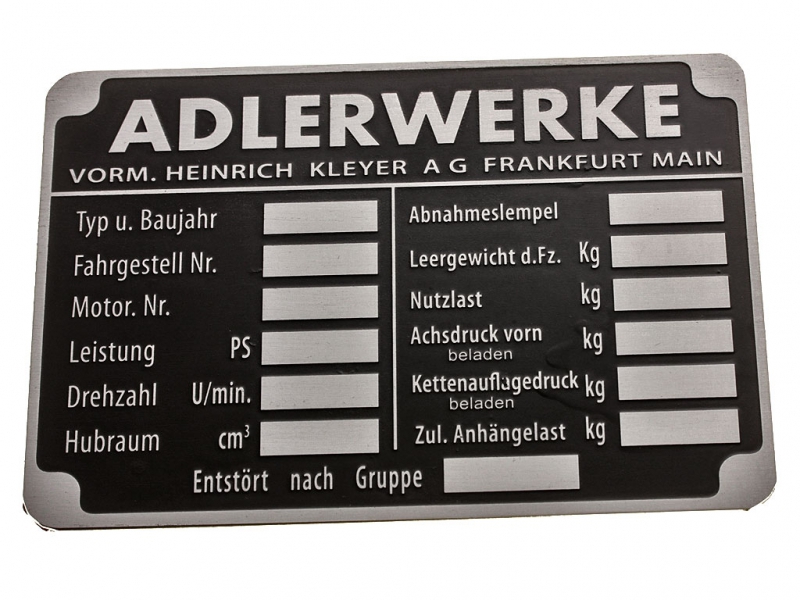 ADLERWERKE
VORM. HEINRICH KLEYER AG FRANKFURT MAIN
Typ u. Baujahr
Fahrgestell Nr.
Motor. Nr.
Leistung PS
Drehzahl U/min.
Hubraum cm³
Abnahmeslempel
Leergewicht d.Fz. Kg
Nutzlast kg
Achsdruck vorn kg
beladen
Kettenauflagedruck kg
beladen
Zul. Anhängelast kg
Entstört nach Gruppe